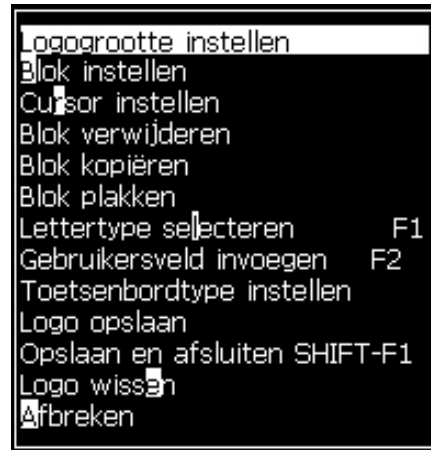 Logogrootte instellen
Blok instellen
Cursor instellen
Blok verwijderen
Blok kopiëren
Blok plakken
Lettertype selecteren F1
Gebruikersveld invoegen F2
Toetsenbordtype instellen
Logo opslaan
Opslaan en afsluiten SHIFT-F1
Logo wissen
Afbreken